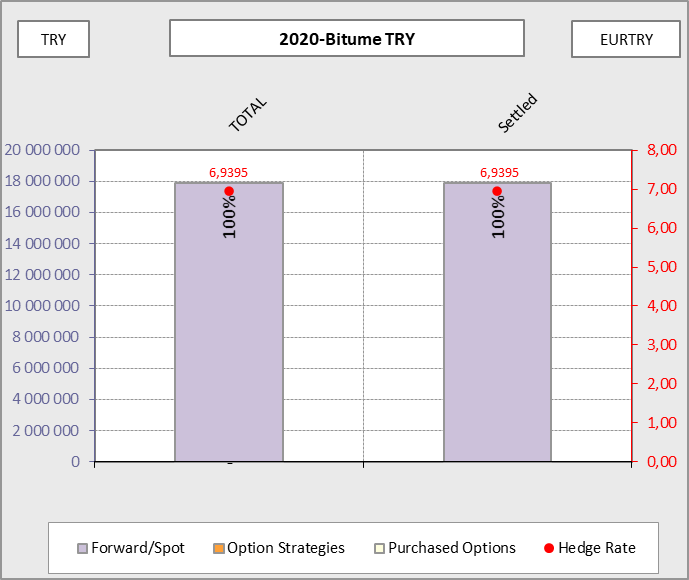 TRY
2020-Bitume TRY
EURTRY
TOTAL
Settled
20 000 000
18 000 000
16 000 000
14 000 000
12 000 000
10 000 000
8 000 000
6 000 000
4 000 000
2 000 000
0
6,9395
6,9395
100%
100%
-
8,00
7,00
6,00
5,00
4,00
3,00
2,00
1,00
0,00
Forward/Spot
Option Strategies
Purchased Options
Hedge Rate